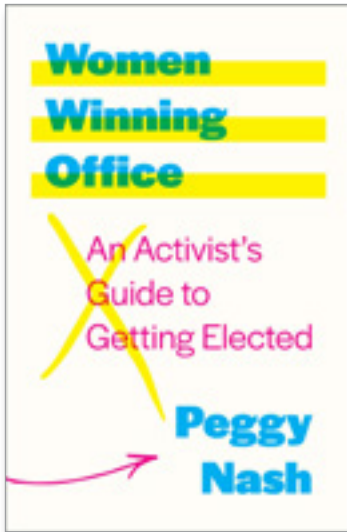 Women
Winning
Office
An Activist's
Guide to
Getting Elected
Peggy
Nash